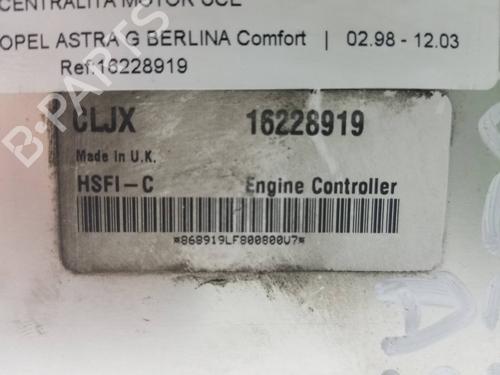 CENTRALITA MOTOR UCE
OPEL ASTRA G BERLINA Comfort | 02.98 - 12.03
Ref:16228919
CLJX 16228919
Made In U.K.
HSFI-C Engine Controller
*868919LF800800V7*
B-PARTS